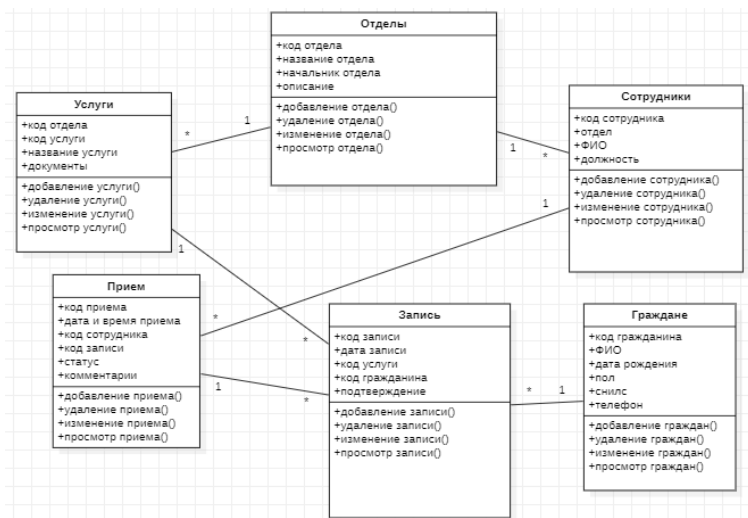 Отделы
+код отдела
+название отдела
+начальник отдела
+описание
+добавление отдела()
+удаление отдела()
+изменение отдела()
+просмотр отдела()
Услуги
+код отдела
+код услуги
+название услуги
+документы
+добавление услуги()
+удаление услуги()
+изменение услуги()
+просмотр услуги()
Сотрудники
+код сотрудника
+отдел
+ФИО
+должность
+добавление сотрудника()
+удаление сотрудника()
+изменение сотрудника()
+просмотр сотрудника()
*
1
1
*
1
1
*
*
Прием
+код приема
+дата и время приема
+код сотрудника
+код записи
+статус
+комментарии
+добавление приема()
+удаление приема()
+изменение приема()
+просмотр приема()
1
*
Запись
+код записи
+дата записи
+код услуги
+код гражданина
+подтверждение
+добавление записи()
+удаление записи()
+изменение записи()
+просмотр записи()
*
1
Граждане
+код гражданина
+ФИО
+дата рождения
+пол
+снилс
+телефон
+добавление граждан()
+удаление граждан()
+изменение граждан()
+просмотр граждан()